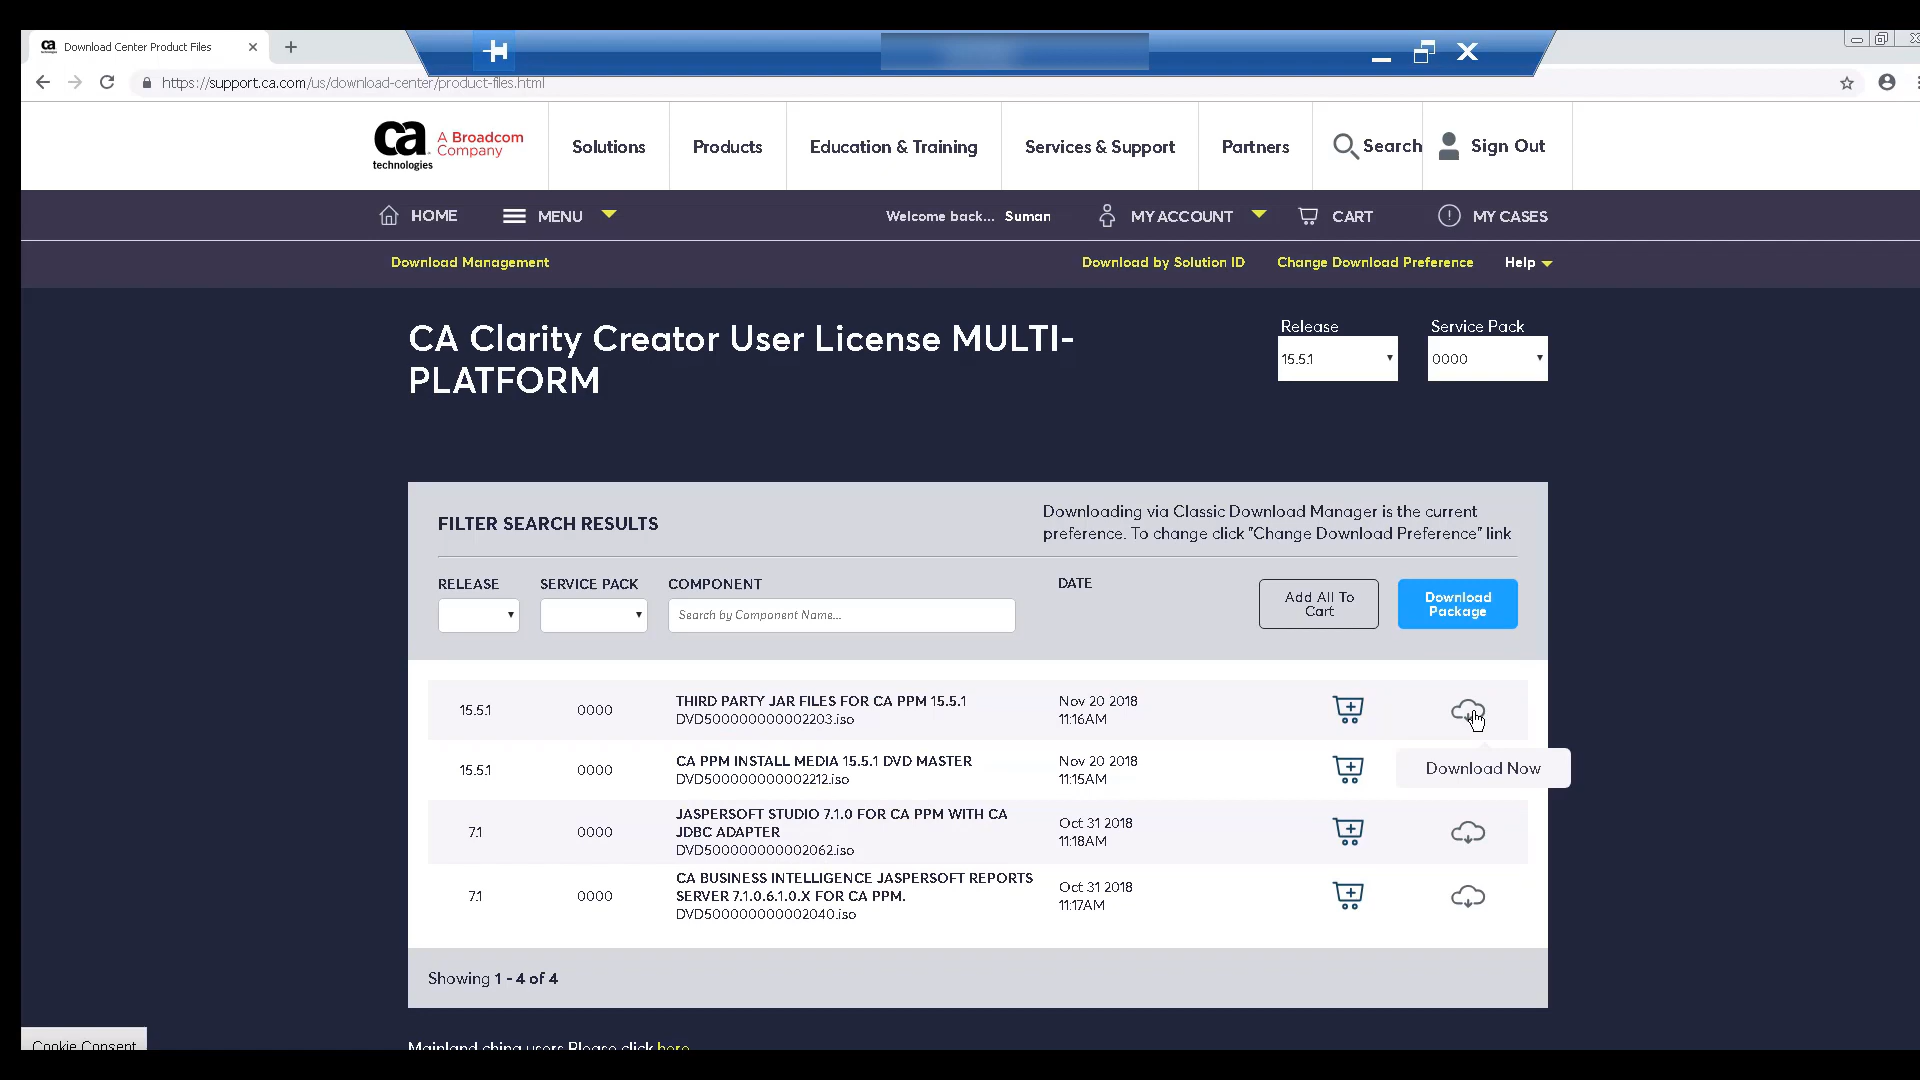 Download Center Product Files
https://support.ca.com/us/download-center/product-files.html
ca technologies
A Broadcom Company
Solutions
Products
Education & Training
Services & Support
Partners
Search
Sign Out
HOME
MENU
Welcome back... Suman
MY ACCOUNT
CART
MY CASES
Download Management
Download by Solution ID
Change Download Preference
Help
CA Clarity Creator User License MULTI-
PLATFORM
Release
Service Pack
15.5.1
0000
FILTER SEARCH RESULTS
Downloading via Classic Download Manager is the current
preference. To change click "Change Download Preference" link
RELEASE
SERVICE PACK
COMPONENT
DATE
Search by Component Name...
Add All To
Cart
Download
Package
15.5.1
0000
THIRD PARTY JAR FILES FOR CA PPM 15.5.1
DVD500000000002203.iso
Nov 20 2018
11:16AM
15.5.1
0000
CA PPM INSTALL MEDIA 15.5.1 DVD MASTER
DVD500000000002212.iso
Nov 20 2018
11:15AM
Download Now
7.1
0000
JASPERSOFT STUDIO 7.1.0 FOR CA PPM WITH CA
JDBC ADAPTER
DVD500000000002062.iso
Oct 31 2018
11:18AM
7.1
0000
CA BUSINESS INTELLIGENCE JASPERSOFT REPORTS
SERVER 7.1.0.6.1.0.X FOR CA PPM.
DVD500000000002040.iso
Oct 31 2018
11:17AM
Showing 1 - 4 of 4
Cookie Consent
Mainland china users Please click here